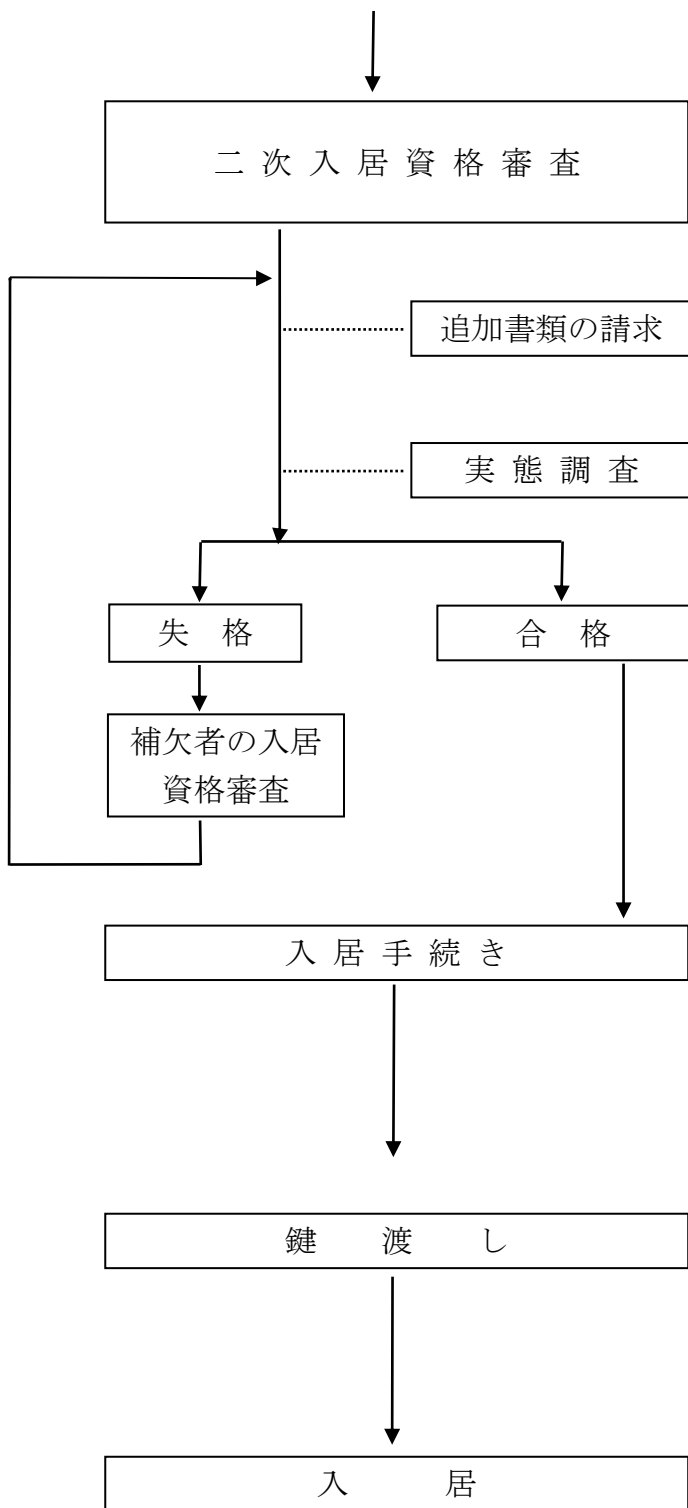 二次入居資格審査
追加書類の請求
実態調査
失格
合格
補欠者の入居
資格審査
入居手続き
鍵渡し
入居